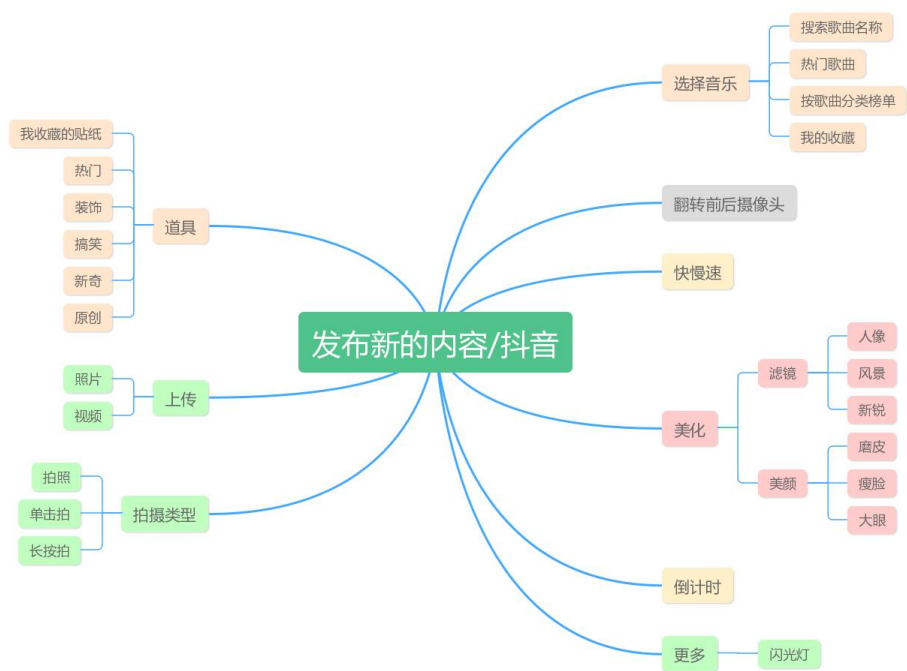 发布新的内容/抖音
选择音乐
搜索歌曲名称
热门歌曲
按歌曲分类榜单
我的收藏
翻转前后摄像头
快慢速
美化
滤镜
人像
风景
新锐
美颜
磨皮
瘦脸
大眼
倒计时
更多
闪光灯
道具
我收藏的贴纸
热门
装饰
搞笑
新奇
原创
上传
照片
视频
拍摄类型
拍照
单击拍
长按拍